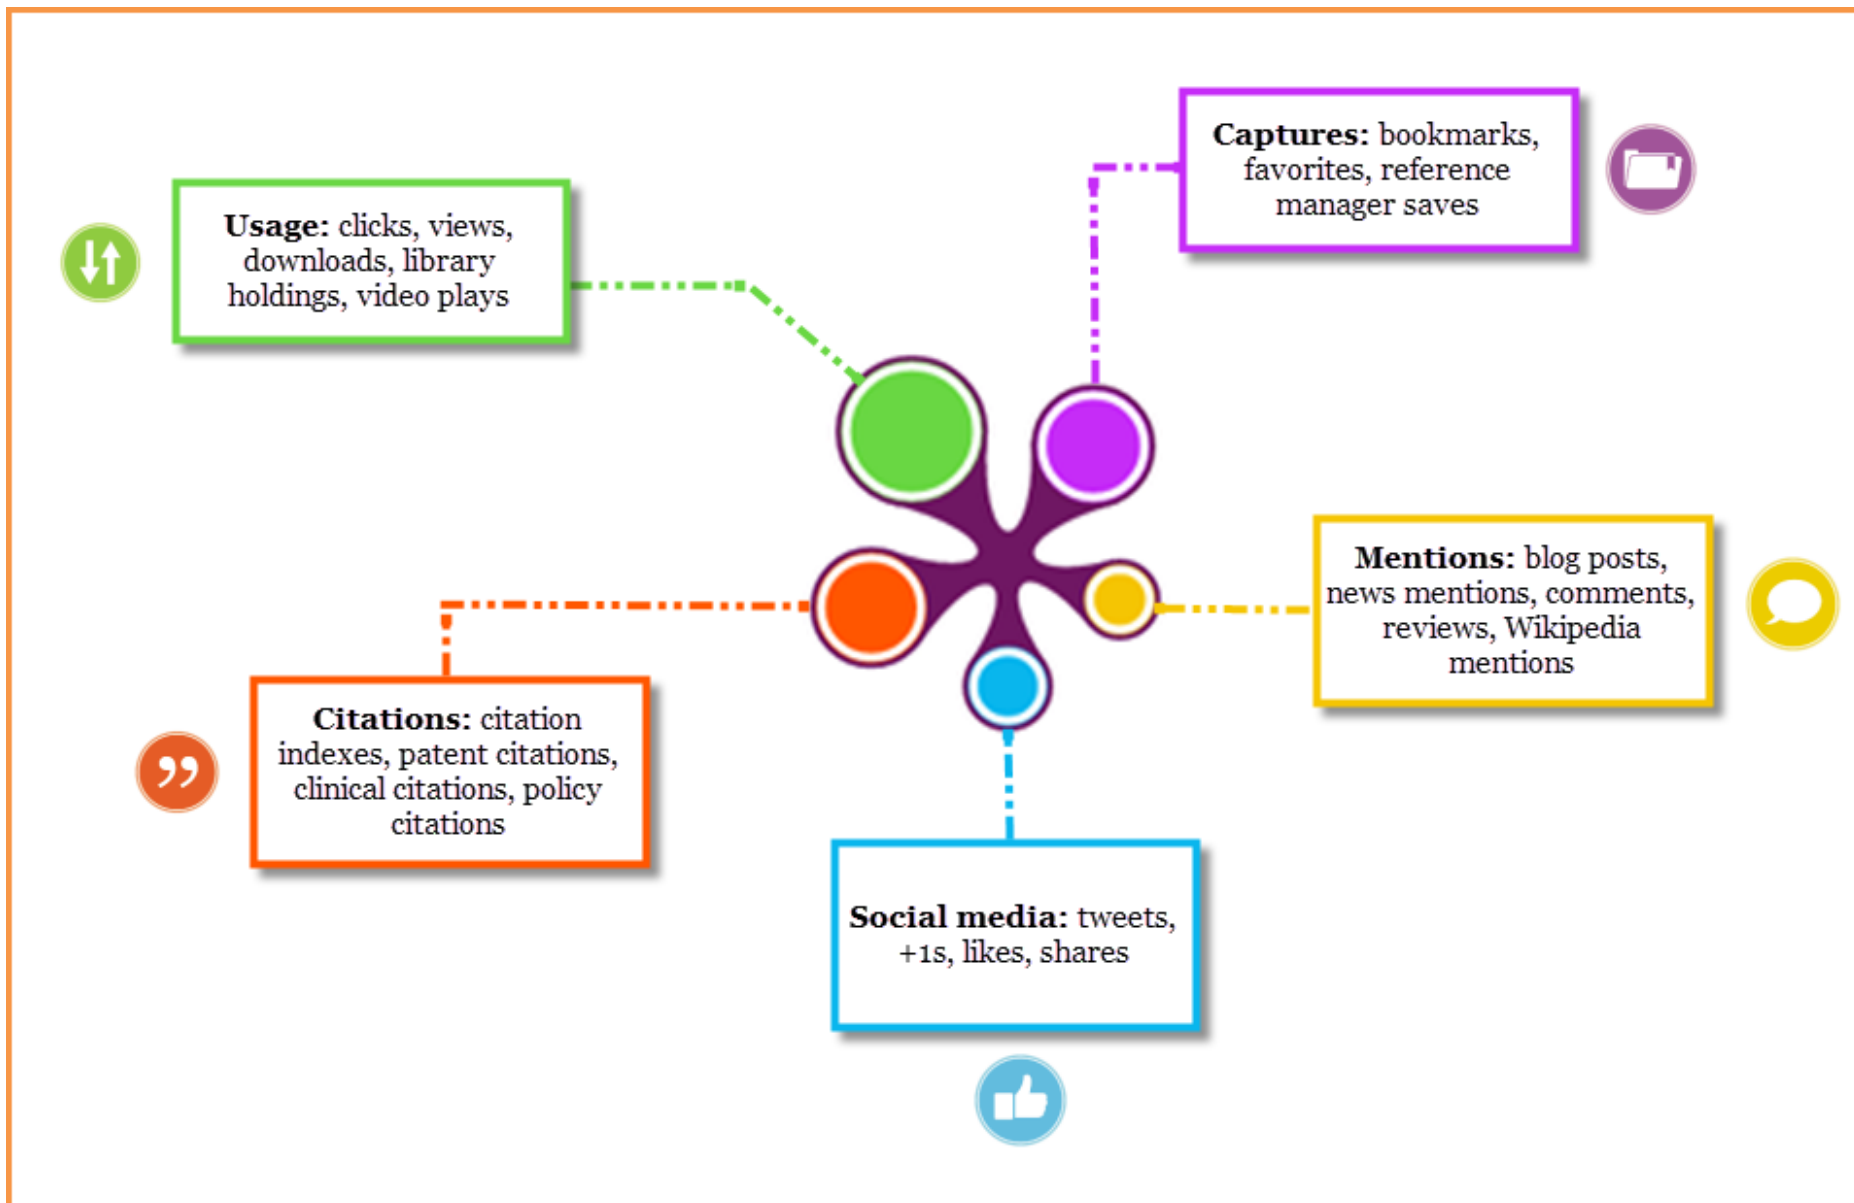 Captures: bookmarks,
favorites, reference
manager saves
Usage: clicks, views,
downloads, library
holdings, video plays
Mentions: blog posts,
news mentions, comments,
reviews, Wikipedia
mentions
Citations: citation
indexes, patent citations,
clinical citations, policy
citations
Social media: tweets,
+1s, likes, shares